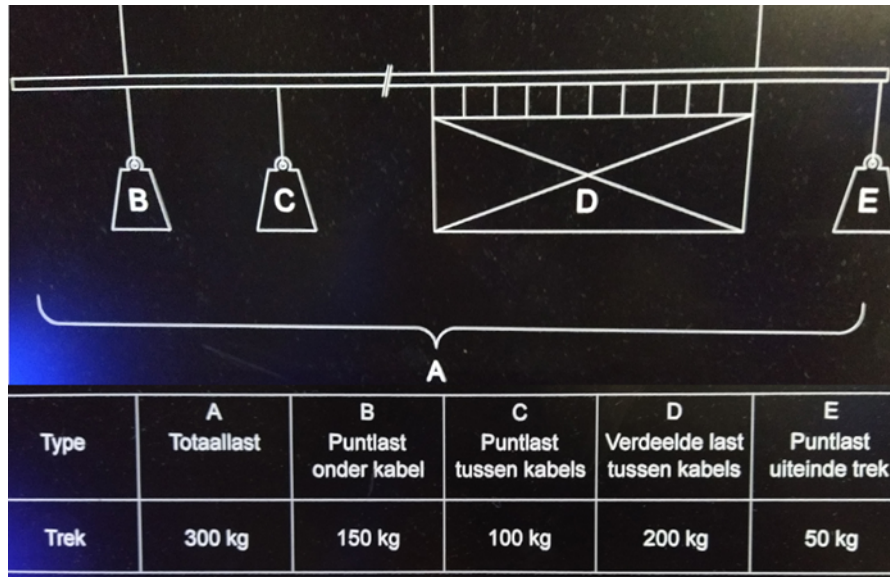 B
C
D
E
A
Type
A
Totaallast
B
Puntlast
onder kabel
C
Puntlast
tussen kabels
D
Verdeelde last
tussen kabels
E
Puntlast
uiteinde trek
Trek
300 kg
150 kg
100 kg
200 kg
50 kg